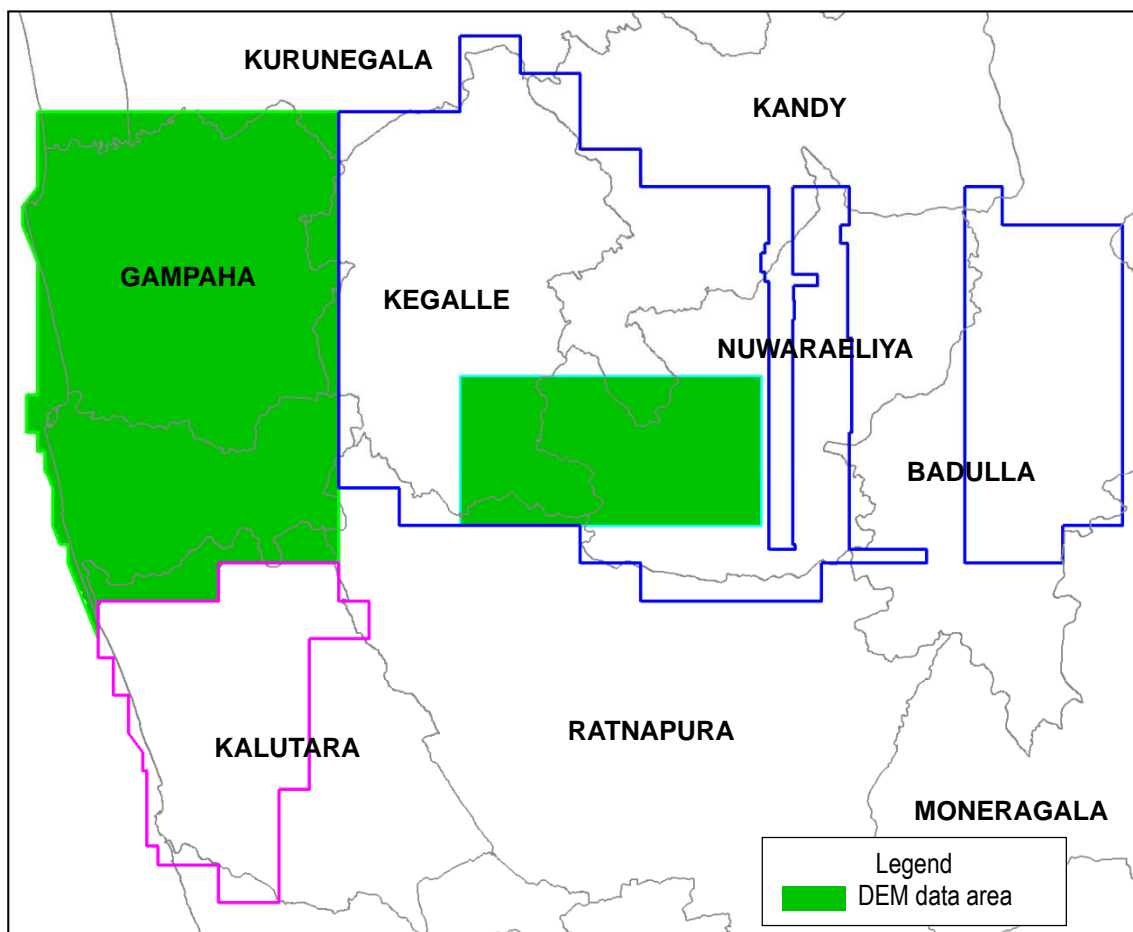 KURUNEGALA
KANDY
GAMPAHA
KEGALLE
NUWARAELIYA
BADULLA
RATNAPURA
KALUTARA
MONERAGALA
Legend
DEM data area